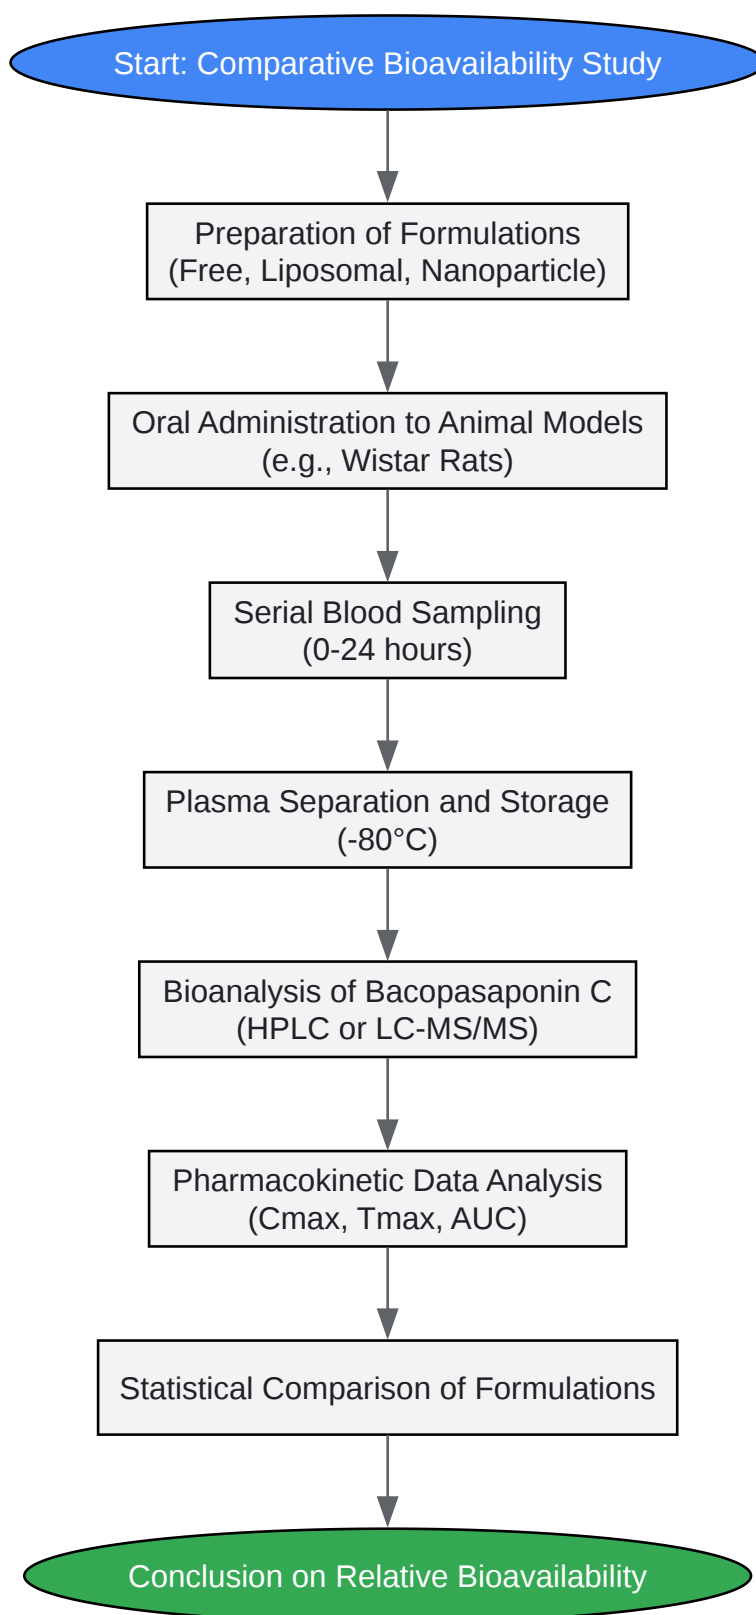 Start: Comparative Bioavailability Study
Preparation of Formulations
(Free, Liposomal, Nanoparticle)
Oral Administration to Animal Models
(e.g., Wistar Rats)
Serial Blood Sampling
(0-24 hours)
Plasma Separation and Storage
(-80°C)
Bioanalysis of Bacopasaponin C
(HPLC or LC-MS/MS)
Pharmacokinetic Data Analysis
(Cmax, Tmax, AUC)
Statistical Comparison of Formulations
Conclusion on Relative Bioavailability